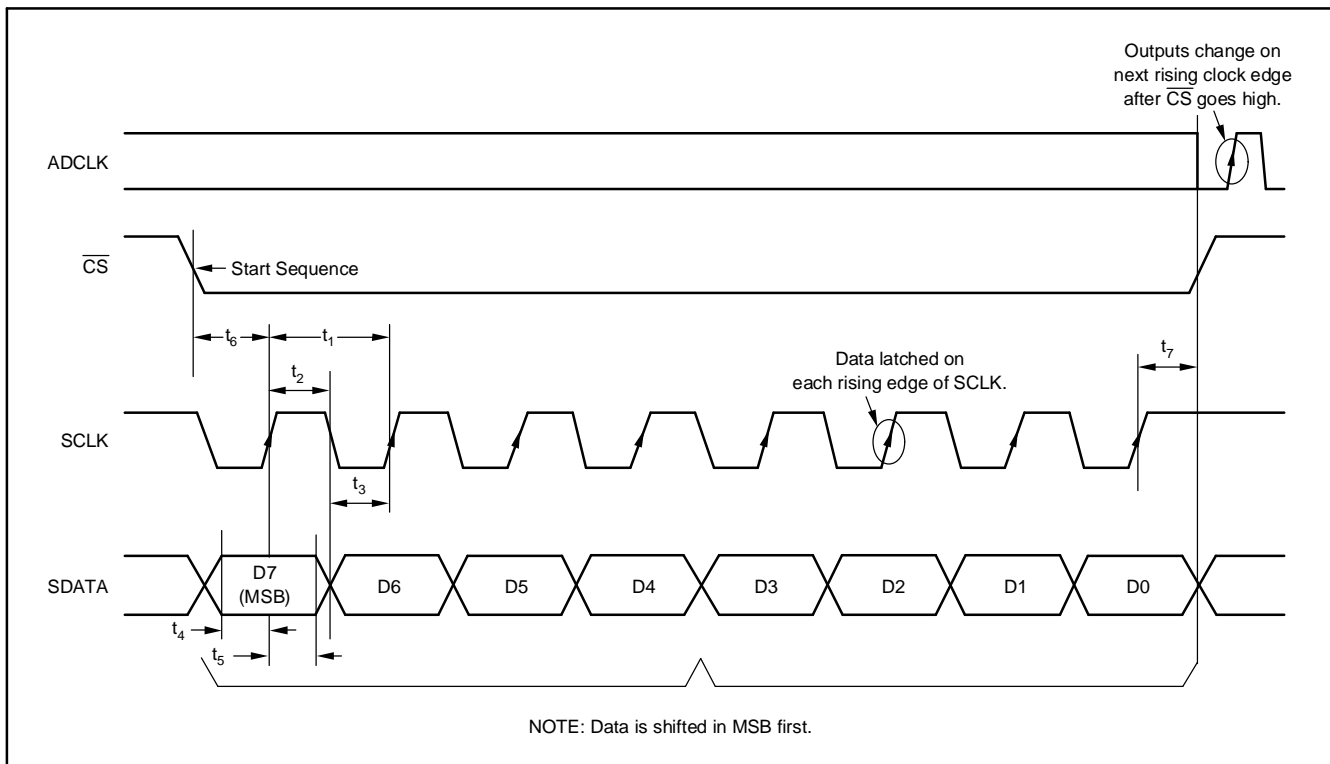 Outputs change on
next rising clock edge
after C̅S̅ goes high.
ADCLK
C̅S̅
Start Sequence
t6
t1
t2
Data latched on
each rising edge of SCLK.
t7
SCLK
t3
SDATA
D7
(MSB)
D6
D5
D4
D3
D2
D1
D0
t4
t5
NOTE: Data is shifted in MSB first.